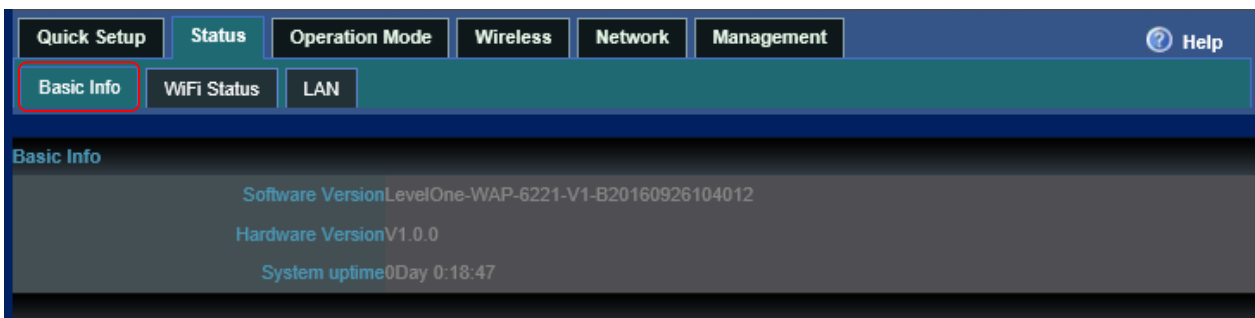 Quick Setup Status Operation Mode Wireless Network Management Help
Basic Info WiFi Status LAN
Basic Info
Software Version LevelOne-WAP-6221-V1-B20160926104012
Hardware Version V1.0.0
System uptime 0Day 0:18:47